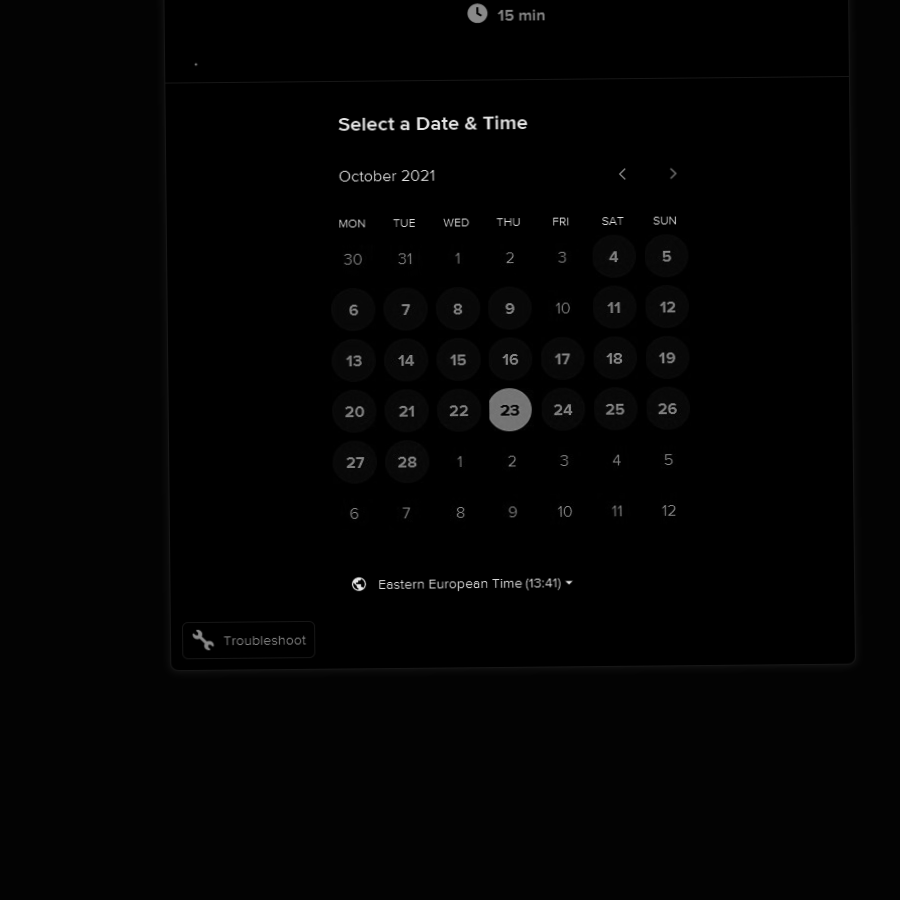 15 min
.
Select a Date & Time
October 2021
MON TUE WED THU FRI SAT SUN
30 31 1 2 3 4 5
6 7 8 9 10 11 12
13 14 15 16 17 18 19
20 21 22 23 24 25 26
27 28 1 2 3 4 5
6 7 8 9 10 11 12
Eastern European Time (13:41)
Troubleshoot